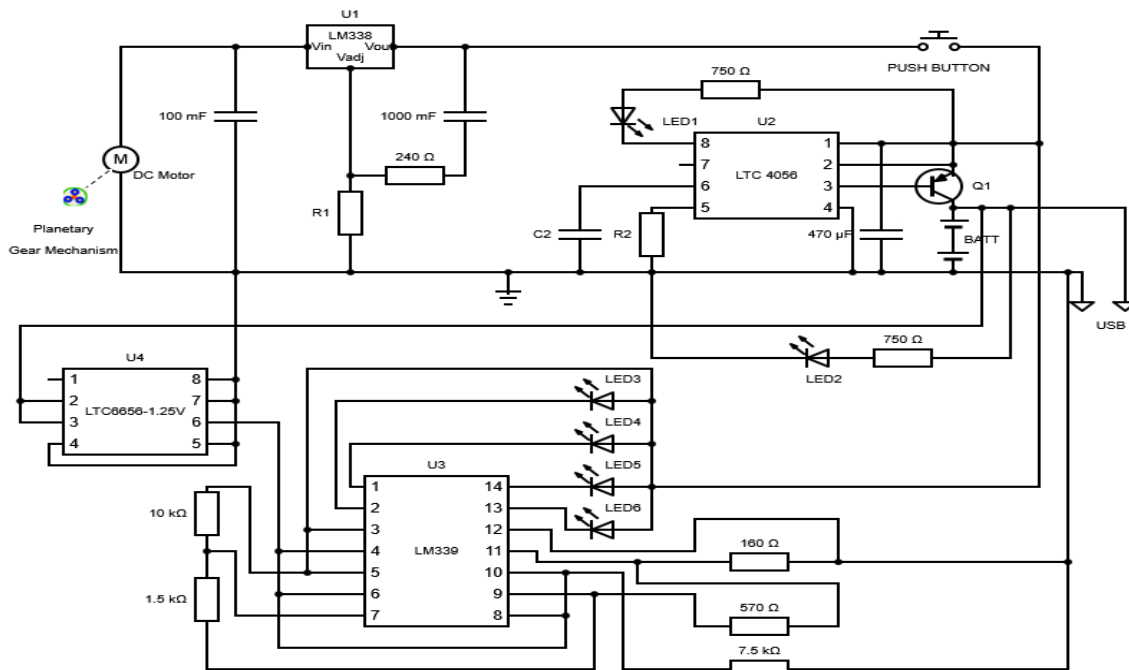 U1
LM338
Vin
Vout
Vadj
PUSH BUTTON
100 mF
1000 mF
750 Ω
LED1
U2
M
DC Motor
240 Ω
8
1
7
2
LTC 4056
6
3
5
4
Q1
Planetary
Gear Mechanism
R1
C2
R2
470 µF
BATT
USB
750 Ω
LED2
U4
1
8
2
7
LTC6656-1.25V
3
6
4
5
LED3
LED4
LED5
LED6
U3
1
14
2
13
3
12
LM339
4
11
5
10
6
9
7
8
10 kΩ
1.5 kΩ
160 Ω
570 Ω
7.5 kΩ